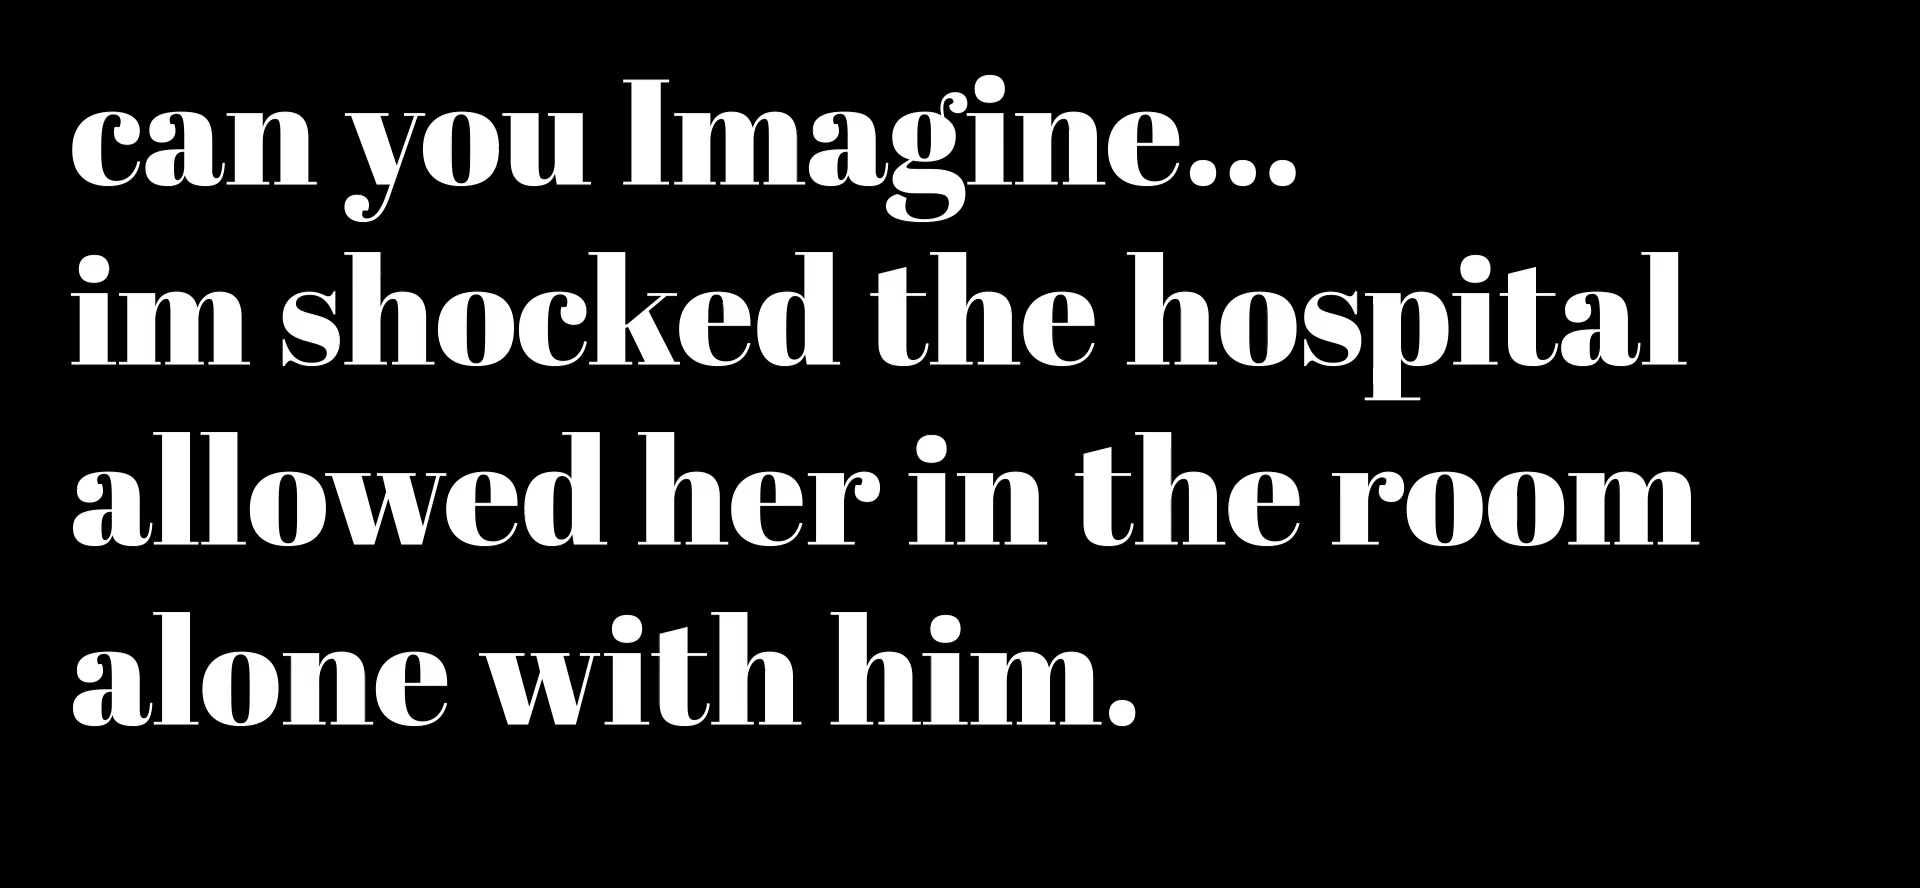 can you Imagine...
im shocked the hospital
allowed her in the room
alone with him.